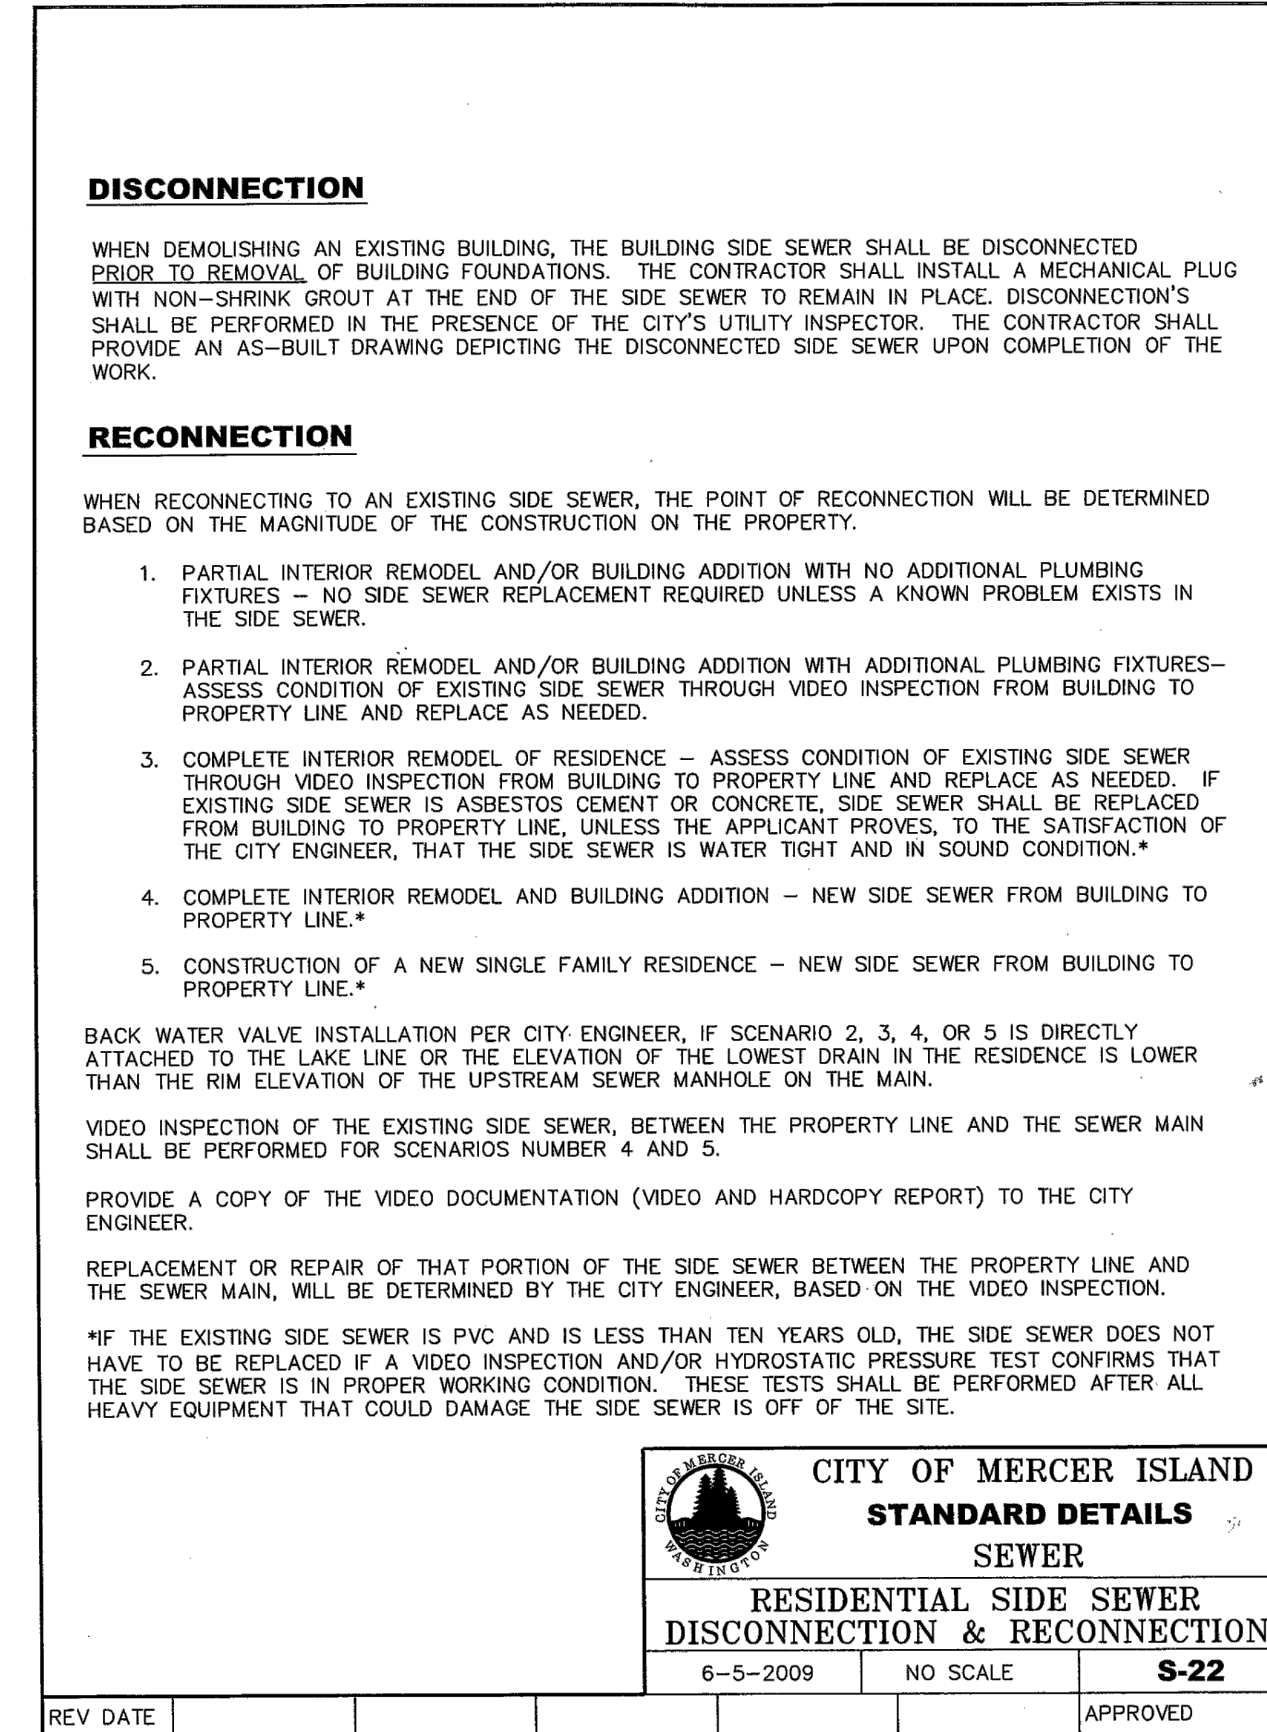 DISCONNECTION
WHEN DEMOLISHING AN EXISTING BUILDING, THE BUILDING SIDE SEWER SHALL BE DISCONNECTED
PRIOR TO REMOVAL OF BUILDING FOUNDATIONS. THE CONTRACTOR SHALL INSTALL A MECHANICAL PLUG
WITH NON-SHRINK GROUT AT THE END OF THE SIDE SEWER TO REMAIN IN PLACE. DISCONNECTION'S
SHALL BE PERFORMED IN THE PRESENCE OF THE CITY'S UTILITY INSPECTOR. THE CONTRACTOR SHALL
PROVIDE AN AS-BUILT DRAWING DEPICTING THE DISCONNECTED SIDE SEWER UPON COMPLETION OF THE
WORK.
RECONNECTION
WHEN RECONNECTING TO AN EXISTING SIDE SEWER, THE POINT OF RECONNECTION WILL BE DETERMINED
BASED ON THE MAGNITUDE OF THE CONSTRUCTION ON THE PROPERTY.
1. PARTIAL INTERIOR REMODEL AND/OR BUILDING ADDITION WITH NO ADDITIONAL PLUMBING
FIXTURES – NO SIDE SEWER REPLACEMENT REQUIRED UNLESS A KNOWN PROBLEM EXISTS IN
THE SIDE SEWER.
2. PARTIAL INTERIOR REMODEL AND/OR BUILDING ADDITION WITH ADDITIONAL PLUMBING FIXTURES–
ASSESS CONDITION OF EXISTING SIDE SEWER THROUGH VIDEO INSPECTION FROM BUILDING TO
PROPERTY LINE AND REPLACE AS NEEDED.
3. COMPLETE INTERIOR REMODEL OF RESIDENCE – ASSESS CONDITION OF EXISTING SIDE SEWER
THROUGH VIDEO INSPECTION FROM BUILDING TO PROPERTY LINE AND REPLACE AS NEEDED. IF
EXISTING SIDE SEWER IS ASBESTOS CEMENT OR CONCRETE, SIDE SEWER SHALL BE REPLACED
FROM BUILDING TO PROPERTY LINE, UNLESS THE APPLICANT PROVES, TO THE SATISFACTION OF
THE CITY ENGINEER, THAT THE SIDE SEWER IS WATER TIGHT AND IN SOUND CONDITION.*
4. COMPLETE INTERIOR REMODEL AND BUILDING ADDITION – NEW SIDE SEWER FROM BUILDING TO
PROPERTY LINE.*
5. CONSTRUCTION OF A NEW SINGLE FAMILY RESIDENCE – NEW SIDE SEWER FROM BUILDING TO
PROPERTY LINE.*
BACK WATER VALVE INSTALLATION PER CITY ENGINEER, IF SCENARIO 2, 3, 4, OR 5 IS DIRECTLY
ATTACHED TO THE LAKE LINE OR THE ELEVATION OF THE LOWEST DRAIN IN THE RESIDENCE IS LOWER
THAN THE RIM ELEVATION OF THE UPSTREAM SEWER MANHOLE ON THE MAIN.
VIDEO INSPECTION OF THE EXISTING SIDE SEWER, BETWEEN THE PROPERTY LINE AND THE SEWER MAIN
SHALL BE PERFORMED FOR SCENARIOS NUMBER 4 AND 5.
PROVIDE A COPY OF THE VIDEO DOCUMENTATION (VIDEO AND HARDCOPY REPORT) TO THE CITY
ENGINEER.
REPLACEMENT OR REPAIR OF THAT PORTION OF THE SIDE SEWER BETWEEN THE PROPERTY LINE AND
THE SEWER MAIN, WILL BE DETERMINED BY THE CITY ENGINEER, BASED ON THE VIDEO INSPECTION.
*IF THE EXISTING SIDE SEWER IS PVC AND IS LESS THAN TEN YEARS OLD, THE SIDE SEWER DOES NOT
HAVE TO BE REPLACED IF A VIDEO INSPECTION AND/OR HYDROSTATIC PRESSURE TEST CONFIRMS THAT
THE SIDE SEWER IS IN PROPER WORKING CONDITION. THESE TESTS SHALL BE PERFORMED AFTER ALL
HEAVY EQUIPMENT THAT COULD DAMAGE THE SIDE SEWER IS OFF OF THE SITE.
CITY OF MERCER ISLAND
WASHINGTON
CITY OF MERCER ISLAND
STANDARD DETAILS
SEWER
RESIDENTIAL SIDE SEWER
DISCONNECTION & RECONNECTION
6-5-2009 NO SCALE S-22
REV DATE APPROVED